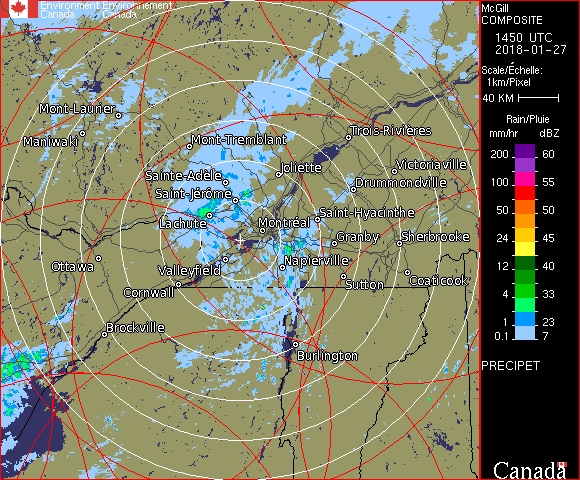 Environment Environnement
Canada Canada
McGill
COMPOSITE
1450 UTC
2018-01-27
Scale/Échelle:
1km/Pixel
40 KM
Rain/Pluie
mm/hr dBZ
200 60
100 55
50 50
24 45
12 40
4 33
1 23
0.1 7
PRECIPET
Canada
Mont-Laurier
Maniwaki
Mont-Tremblant
Trois-Rivières
Sainte-Adèle
Joliette
Victoriaville
Saint-Jérôme
Drummondville
Lachute
Montréal
Saint-Hyacinthe
Granby
Sherbrooke
Ottawa
Valleyfield
Napierville
Cornwall
Sutton
Coaticook
Brockville
Burlington